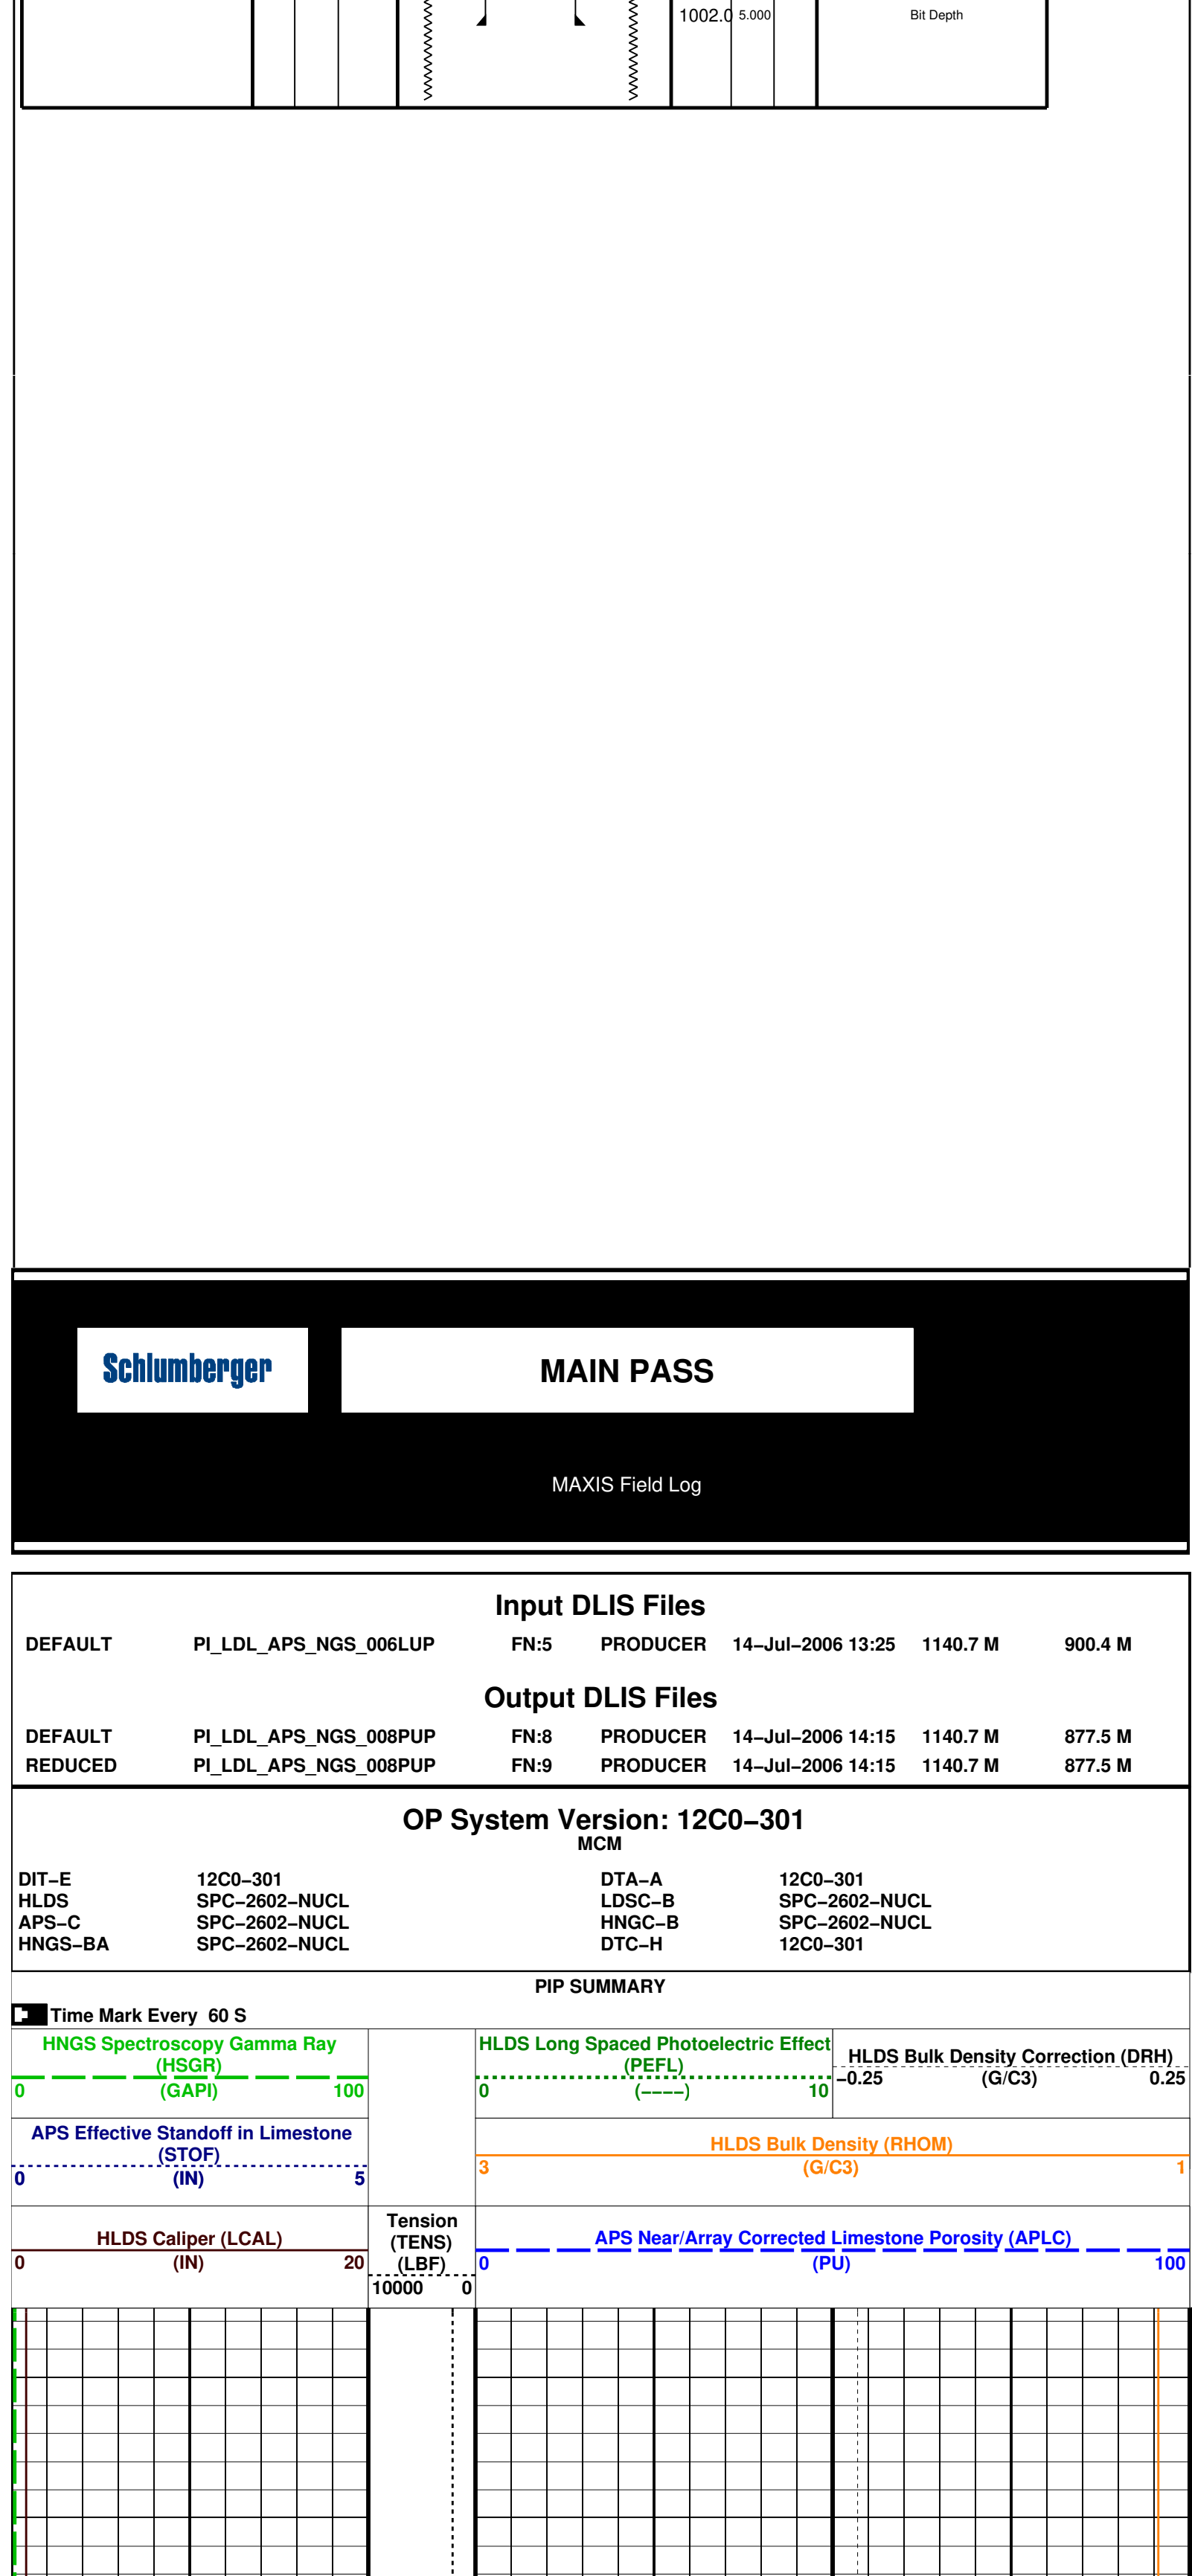 1002.0 5.000 Bit Depth
Schlumberger
MAIN PASS
MAXIS Field Log
Input DLIS Files
DEFAULT PI_LDL_APS_NGS_006LUP FN:5 PRODUCER 14−Jul−2006 13:25 1140.7 M 900.4 M
Output DLIS Files
DEFAULT PI_LDL_APS_NGS_008PUP FN:8 PRODUCER 14−Jul−2006 14:15 1140.7 M 877.5 M
REDUCED PI_LDL_APS_NGS_008PUP FN:9 PRODUCER 14−Jul−2006 14:15 1140.7 M 877.5 M
OP System Version: 12C0−301
MCM
DIT−E 12C0−301 DTA−A 12C0−301
HLDS SPC−2602−NUCL LDSC−B SPC−2602−NUCL
APS−C SPC−2602−NUCL HNGC−B SPC−2602−NUCL
HNGS−BA SPC−2602−NUCL DTC−H 12C0−301
PIP SUMMARY
Time Mark Every 60 S
HNGS Spectroscopy Gamma Ray
(HSGR)
0 (GAPI) 100
HLDS Long Spaced Photoelectric Effect
(PEFL)
0 (−−−−) 10
HLDS Bulk Density Correction (DRH)
−0.25 (G/C3) 0.25
APS Effective Standoff in Limestone
(STOF)
0 (IN) 5
HLDS Bulk Density (RHOM)
3 (G/C3) 1
HLDS Caliper (LCAL)
0 (IN) 20
Tension
(TENS)
(LBF)
10000 0
APS Near/Array Corrected Limestone Porosity (APLC)
0 (PU) 100